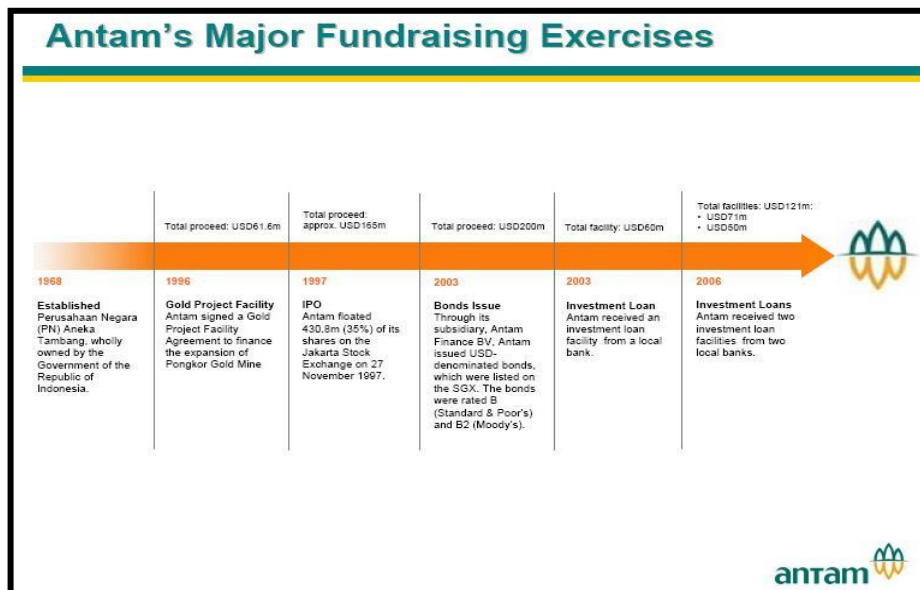 Antam's Major Fundraising Exercises
Total proceed: USD61.6m
Total proceed:
approx. USD165m
Total proceed: USD200m
Total facility: USD60m
Total facilities: USD121m:
• USD71m
• USD50m
1968
Established
Perusahaan Negara
(PN) Aneka
Tambang, wholly
owned by the
Government of the
Republic of
Indonesia.
1996
Gold Project Facility
Antam signed a Gold
Project Facility
Agreement to finance
the expansion of
Pongkor Gold Mine
1997
IPO
Antam floated
430.8m (35%) of its
shares on the
Jakarta Stock
Exchange on 27
November 1997.
2003
Bonds Issue
Through its
subsidiary, Antam
Finance BV, Antam
issued USD-
denominated bonds,
which were listed on
the SGX. The bonds
were rated B
(Standard & Poor's)
and B2 (Moody's).
2003
Investment Loan
Antam received an
investment loan
facility from a local
bank.
2006
Investment Loans
Antam received two
investment loan
facilities from two
local banks.
antam